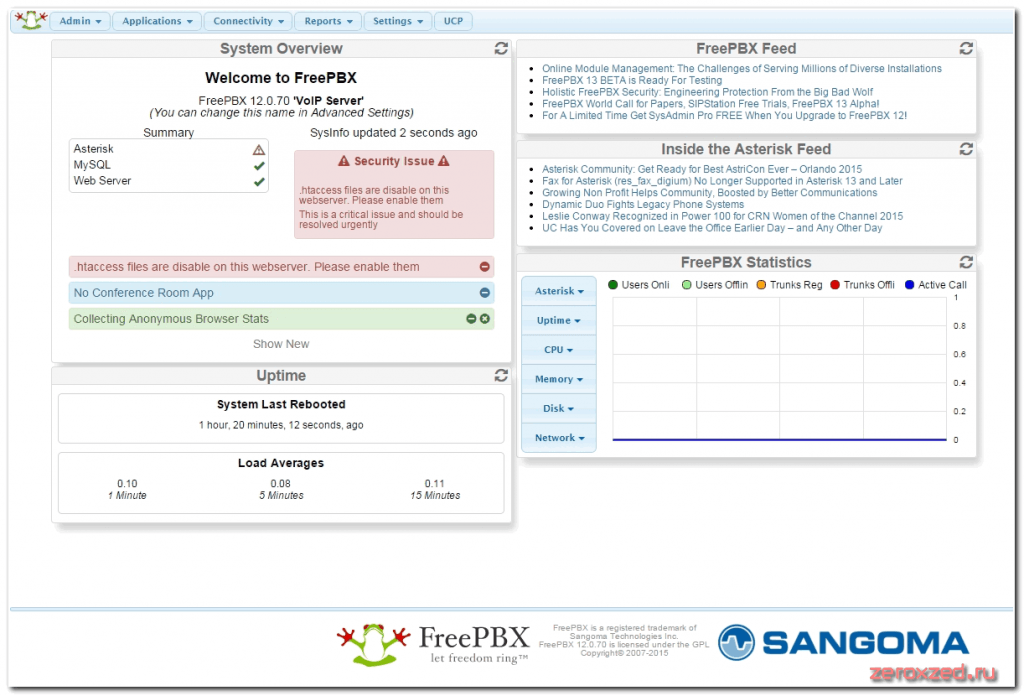 Admin
Applications
Connectivity
Reports
Settings
UCP
System Overview
Welcome to FreePBX
FreePBX 12.0.70 'VoIP Server'
(You can change this name in Advanced Settings)
Summary
Asterisk
MySQL
Web Server
SysInfo updated 2 seconds ago
Security Issue
.htaccess files are disable on this
webserver. Please enable them
This is a critical issue and should be
resolved urgently
.htaccess files are disable on this webserver. Please enable them
No Conference Room App
Collecting Anonymous Browser Stats
Show New
Uptime
System Last Rebooted
1 hour, 20 minutes, 12 seconds, ago
Load Averages
0.10
1 Minute
0.08
5 Minutes
0.11
15 Minutes
FreePBX Feed
Online Module Management: The Challenges of Serving Millions of Diverse Installations
FreePBX 13 BETA is Ready For Testing
Holistic FreePBX Security: Engineering Protection From the Big Bad Wolf
FreePBX World Call for Papers, SIPStation Free Trials, FreePBX 13 Alpha!
For A Limited Time Get SysAdmin Pro FREE When You Upgrade to FreePBX 12!
Inside the Asterisk Feed
Asterisk Community: Get Ready for Best AstriCon Ever – Orlando 2015
Fax for Asterisk (res_fax_digium) No Longer Supported in Asterisk 13 and Later
Growing Non Profit Helps Community, Boosted by Better Communications
Dynamic Duo Fights Legacy Phone Systems
Leslie Conway Recognized in Power 100 for CRN Women of the Channel 2015
UC Has You Covered on Leave the Office Earlier Day – and Any Other Day
FreePBX Statistics
Asterisk
Uptime
CPU
Memory
Disk
Network
Users Onli
Users Offlin
Trunks Reg
Trunks Offli
Active Call
1
0.8
0.6
0.4
0.2
0
FreePBX
let freedom ring™
FreePBX is a registered trademark of
Sangoma Technologies Inc.
FreePBX 12.0.70 is licensed under the GPL
Copyright© 2007-2015
SANGOMA
zeroxzed.ru